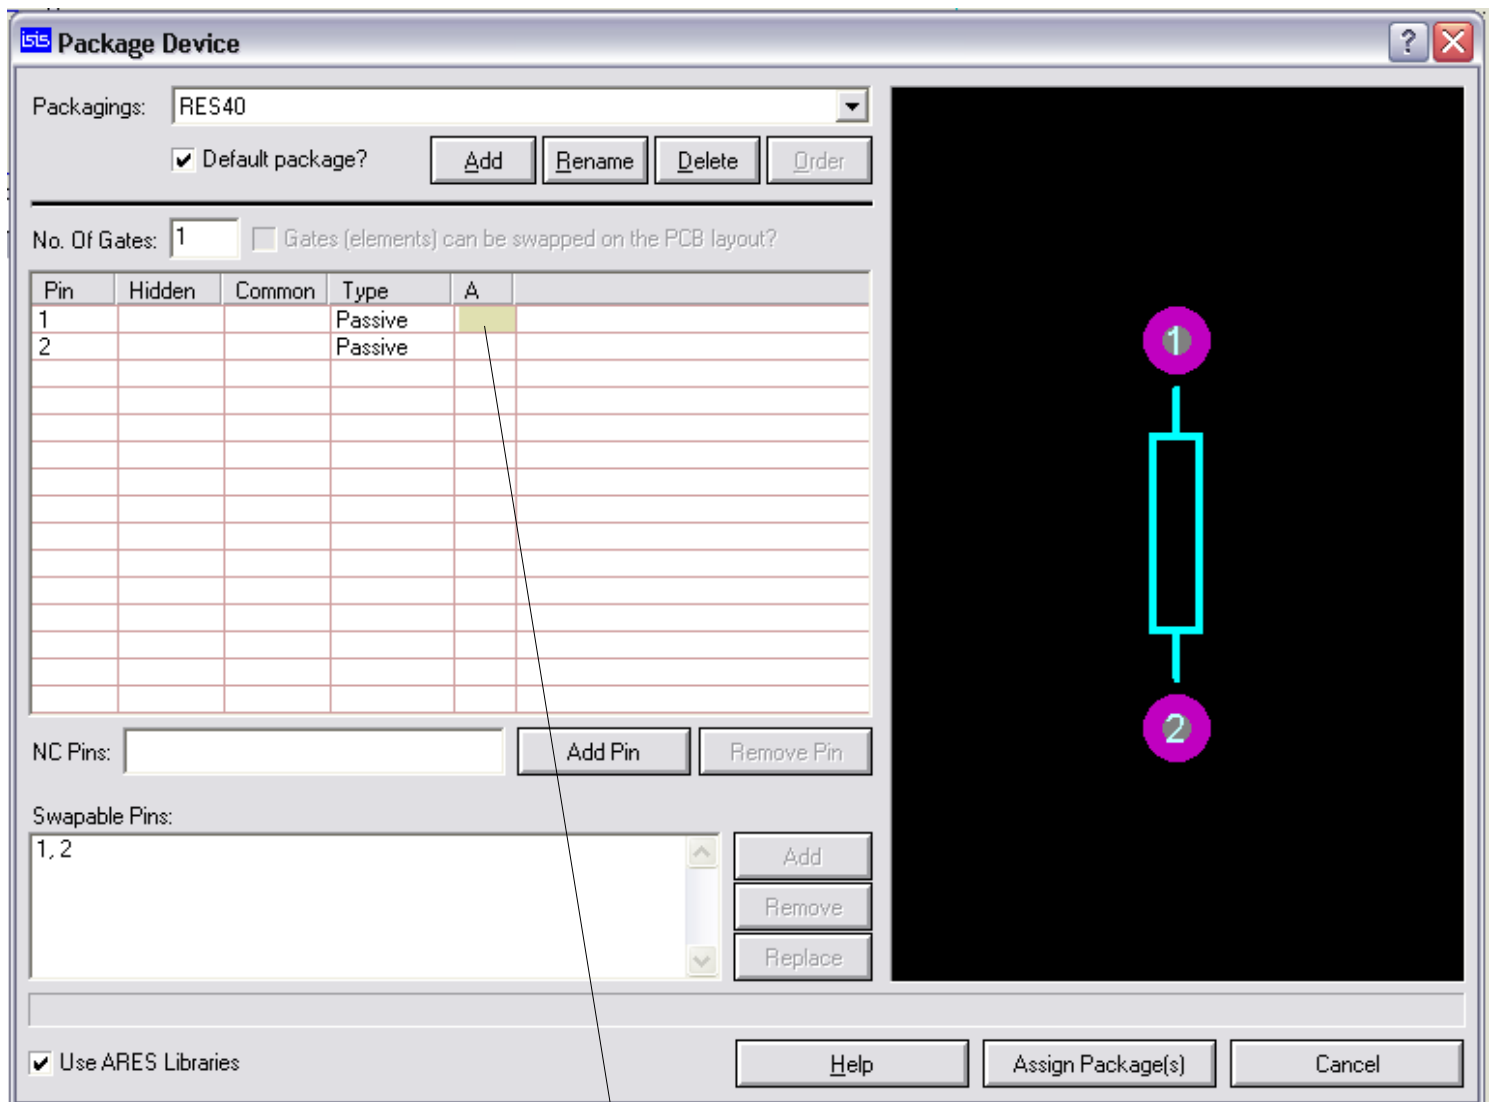 isis Package Device
Packagings: RES40
Default package? Add Rename Delete Order
No. Of Gates: 1 Gates (elements) can be swapped on the PCB layout?
Pin Hidden Common Type A
1 Passive
2 Passive
NC Pins: Add Pin Remove Pin
Swapable Pins:
1, 2
Add
Remove
Replace
Use ARES Libraries Help Assign Package(s) Cancel
1
2